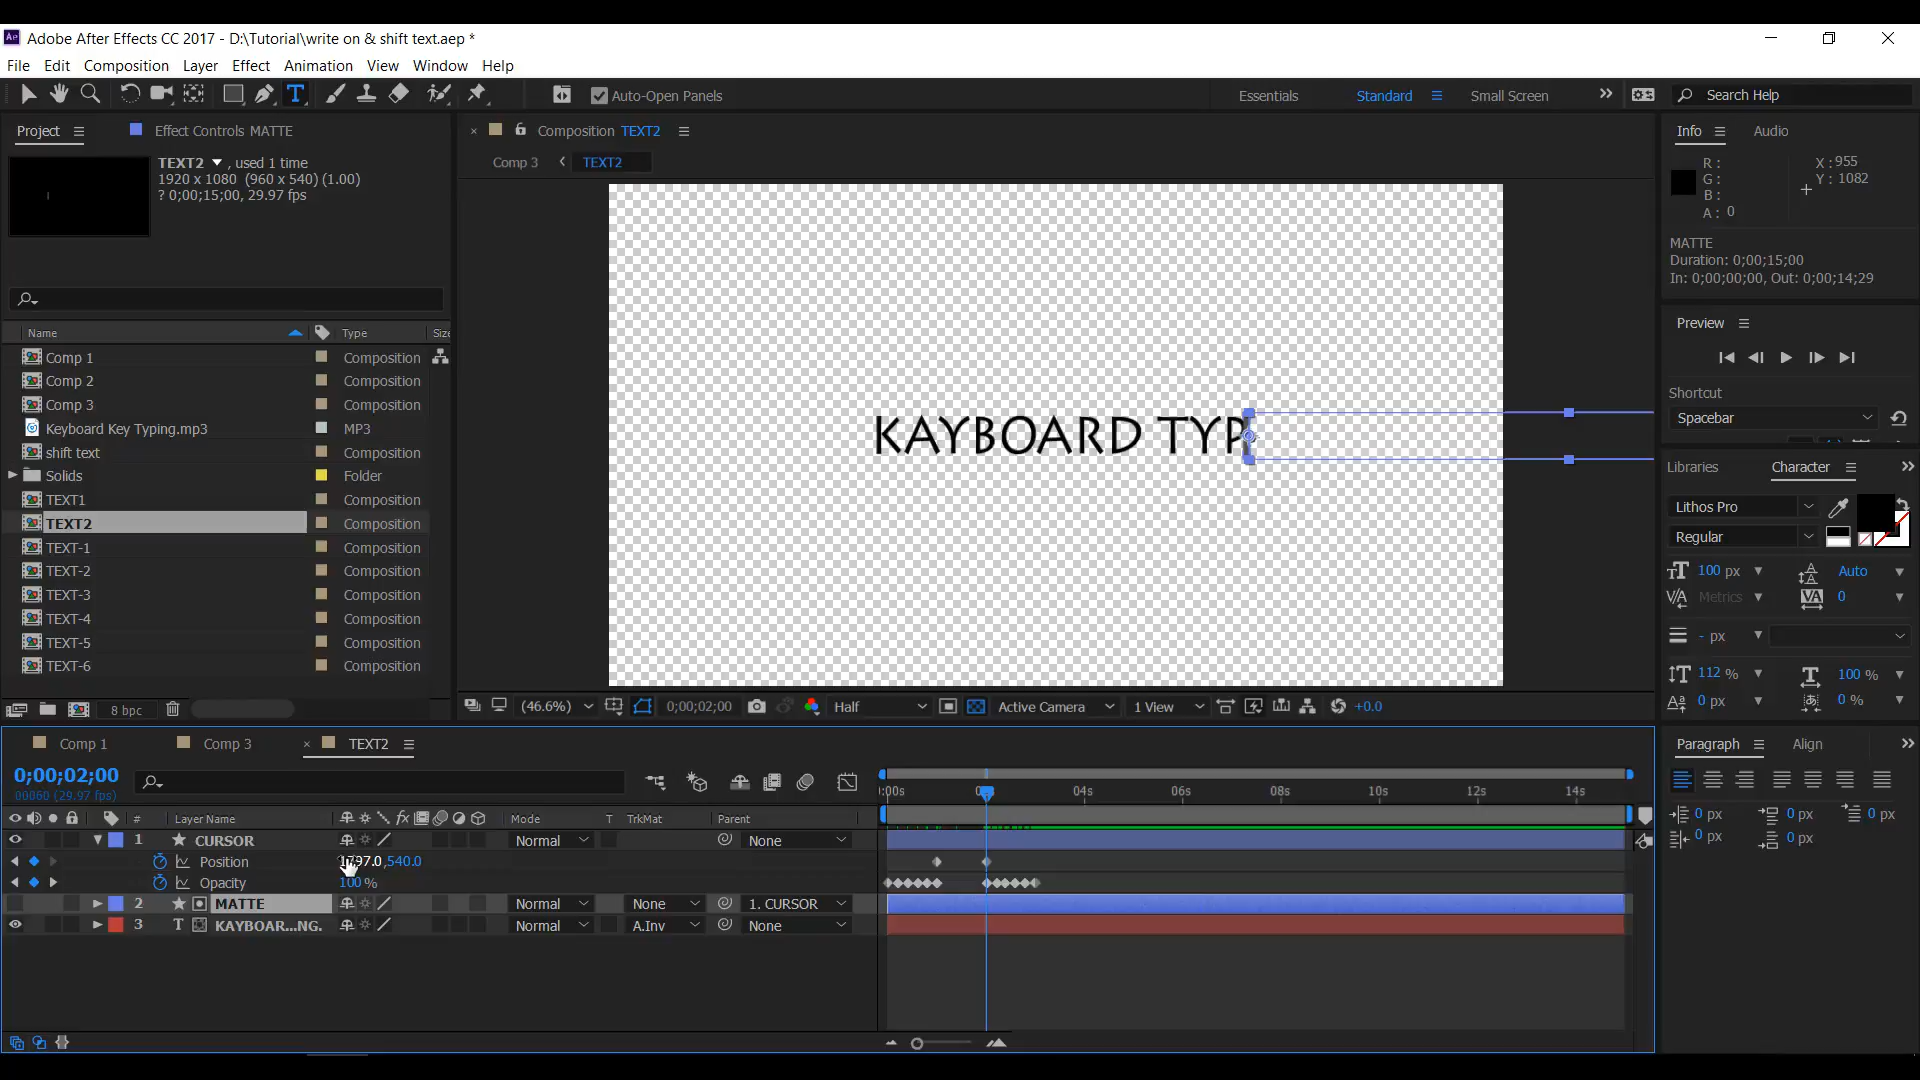 Adobe After Effects CC 2017 - D:\Tutorial\write on & shift text.aep *
File Edit Composition Layer Effect Animation View Window Help
Auto-Open Panels
Essentials Standard Small Screen Search Help
Project Effect Controls MATTE
TEXT2 , used 1 time
1920 x 1080 (960 x 540) (1.00)
? 0;00;15;00, 29.97 fps
Name Type Size
Comp 1 Composition
Comp 2 Composition
Comp 3 Composition
Keyboard Key Typing.mp3 MP3
shift text Composition
Solids Folder
TEXT1 Composition
TEXT2 Composition
TEXT-1 Composition
TEXT-2 Composition
TEXT-3 Composition
TEXT-4 Composition
TEXT-5 Composition
TEXT-6 Composition
8 bpc
Composition TEXT2
Comp 3 TEXT2
KAYBOARD TYP
(46.6%) 0;00;02;00 Half Active Camera 1 View +0.0
Info Audio
R :
G :
B :
A : 0
X : 955
Y : 1082
MATTE
Duration: 0;00;15;00
In: 0;00;00;00, Out: 0;00;14;29
Preview
Shortcut
Spacebar
Libraries Character
Lithos Pro
Regular
100 px Auto
Metrics 0
- px
112 % 100 %
0 px 0 %
Paragraph Align
0 px 0 px 0 px
0 px 0 px
Comp 1 Comp 3 TEXT2
0;00;02;00
00060 (29.97 fps)
:00s 04s 06s 08s 10s 12s 14s
# Layer Name Mode T TrkMat Parent
1 CURSOR Normal None
Position 540.0
Opacity 100 %
2 MATTE Normal None 1. CURSOR
3 KAYBOAR...NG. Normal A.Inv None